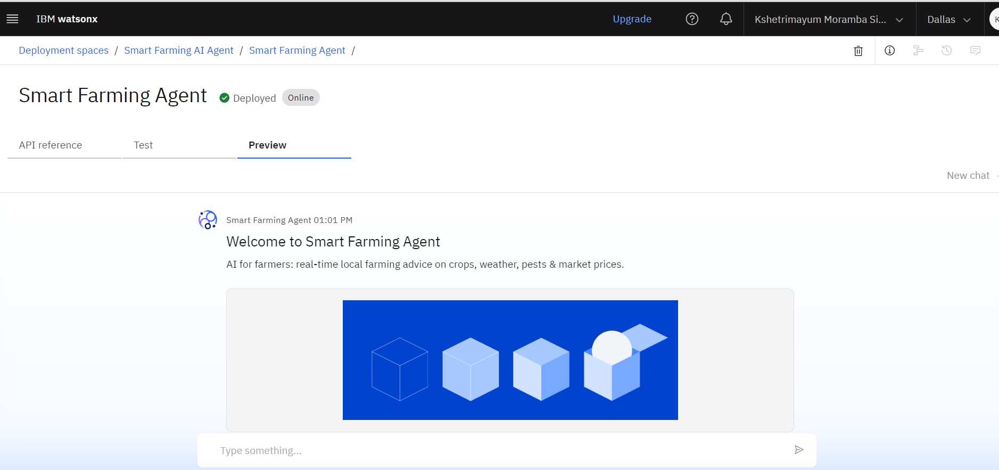 IBM watsonx
Upgrade
Kshetrimayum Moramba Si...
Dallas
K
Deployment spaces / Smart Farming AI Agent / Smart Farming Agent /
Smart Farming Agent
Deployed
Online
API reference
Test
Preview
New chat
Smart Farming Agent 01:01 PM
Welcome to Smart Farming Agent
AI for farmers: real-time local farming advice on crops, weather, pests & market prices.
Type something...